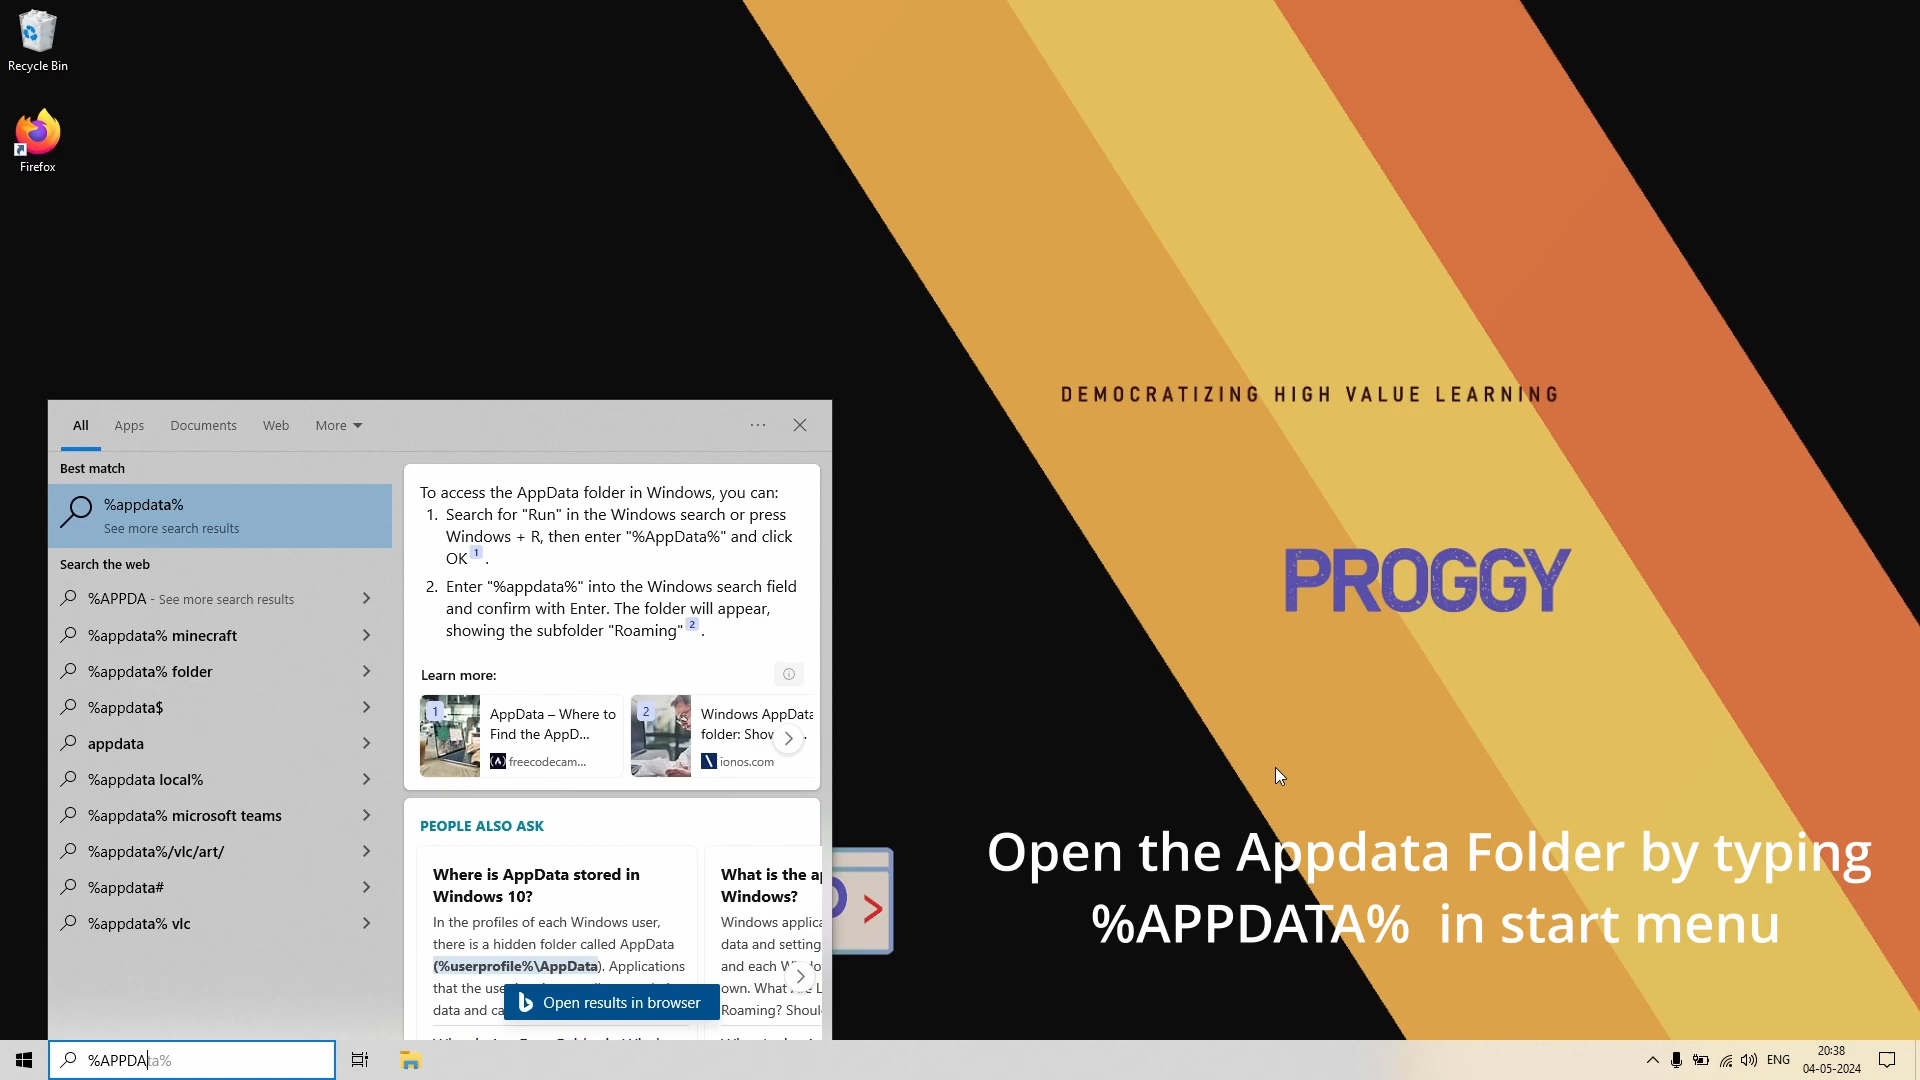 Recycle Bin
Firefox
DEMOCRATIZING HIGH VALUE LEARNING
PROGGY
Open the Appdata Folder by typing
%APPDATA% in start menu
All
Apps
Documents
Web
More
Best match
%appdata%
See more search results
Search the web
%APPDA - See more search results
%appdata% minecraft
%appdata% folder
%appdata$
appdata
%appdata local%
%appdata% microsoft teams
%appdata%/vlc/art/
%appdata#
%appdata% vlc
To access the AppData folder in Windows, you can:
1. Search for "Run" in the Windows search or press
Windows + R, then enter "%AppData%" and click
OK 1 .
2. Enter "%appdata%" into the Windows search field
and confirm with Enter. The folder will appear,
showing the subfolder "Roaming" 2 .
Learn more:
1
AppData – Where to
Find the AppD...
freecodecam...
2
Windows AppData
folder: Show
ionos.com
PEOPLE ALSO ASK
Where is AppData stored in
Windows 10?
In the profiles of each Windows user,
there is a hidden folder called AppData
(%userprofile%\AppData). Applications
that the
data and
What is the
Windows?
Windows
data and setting
and each
own. What
Roaming?
Open results in browser
%APPData%
ENG
20:38
04-05-2024